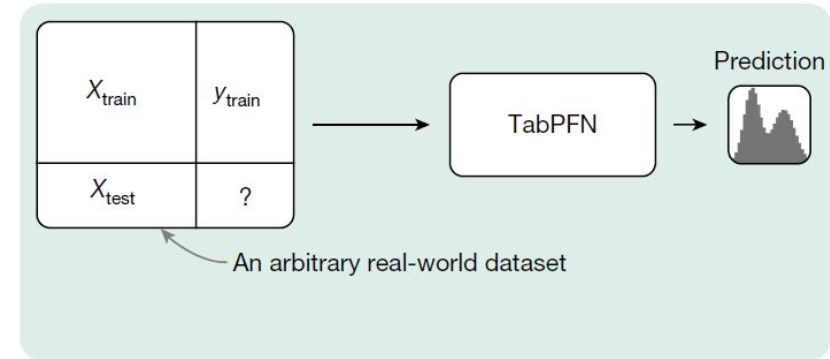 Prediction
X_train
y_train
TabPFN
X_test
?
An arbitrary real-world dataset